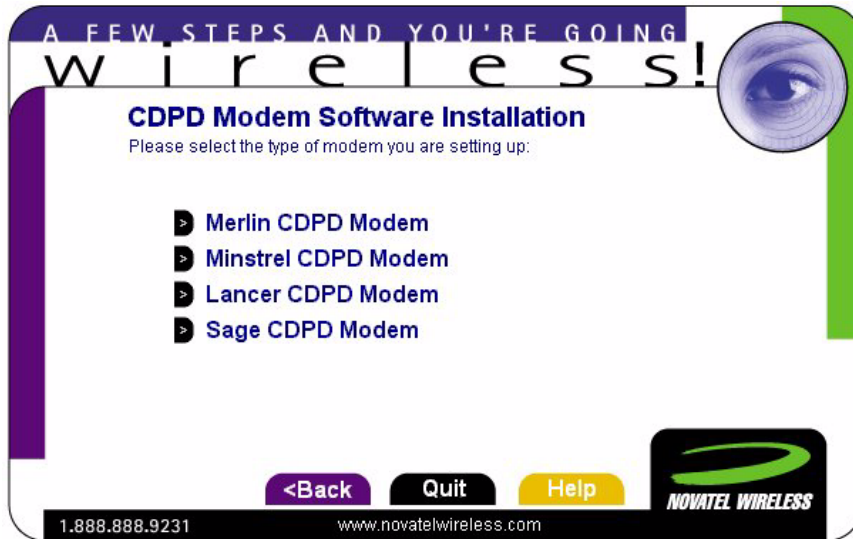 A FEW STEPS AND YOU'RE GOING
wireless!
CDPD Modem Software Installation
Please select the type of modem you are setting up:
> Merlin CDPD Modem
> Minstrel CDPD Modem
> Lancer CDPD Modem
> Sage CDPD Modem
<Back Quit Help
NOVATEL WIRELESS
1.888.888.9231 www.novatelwireless.com